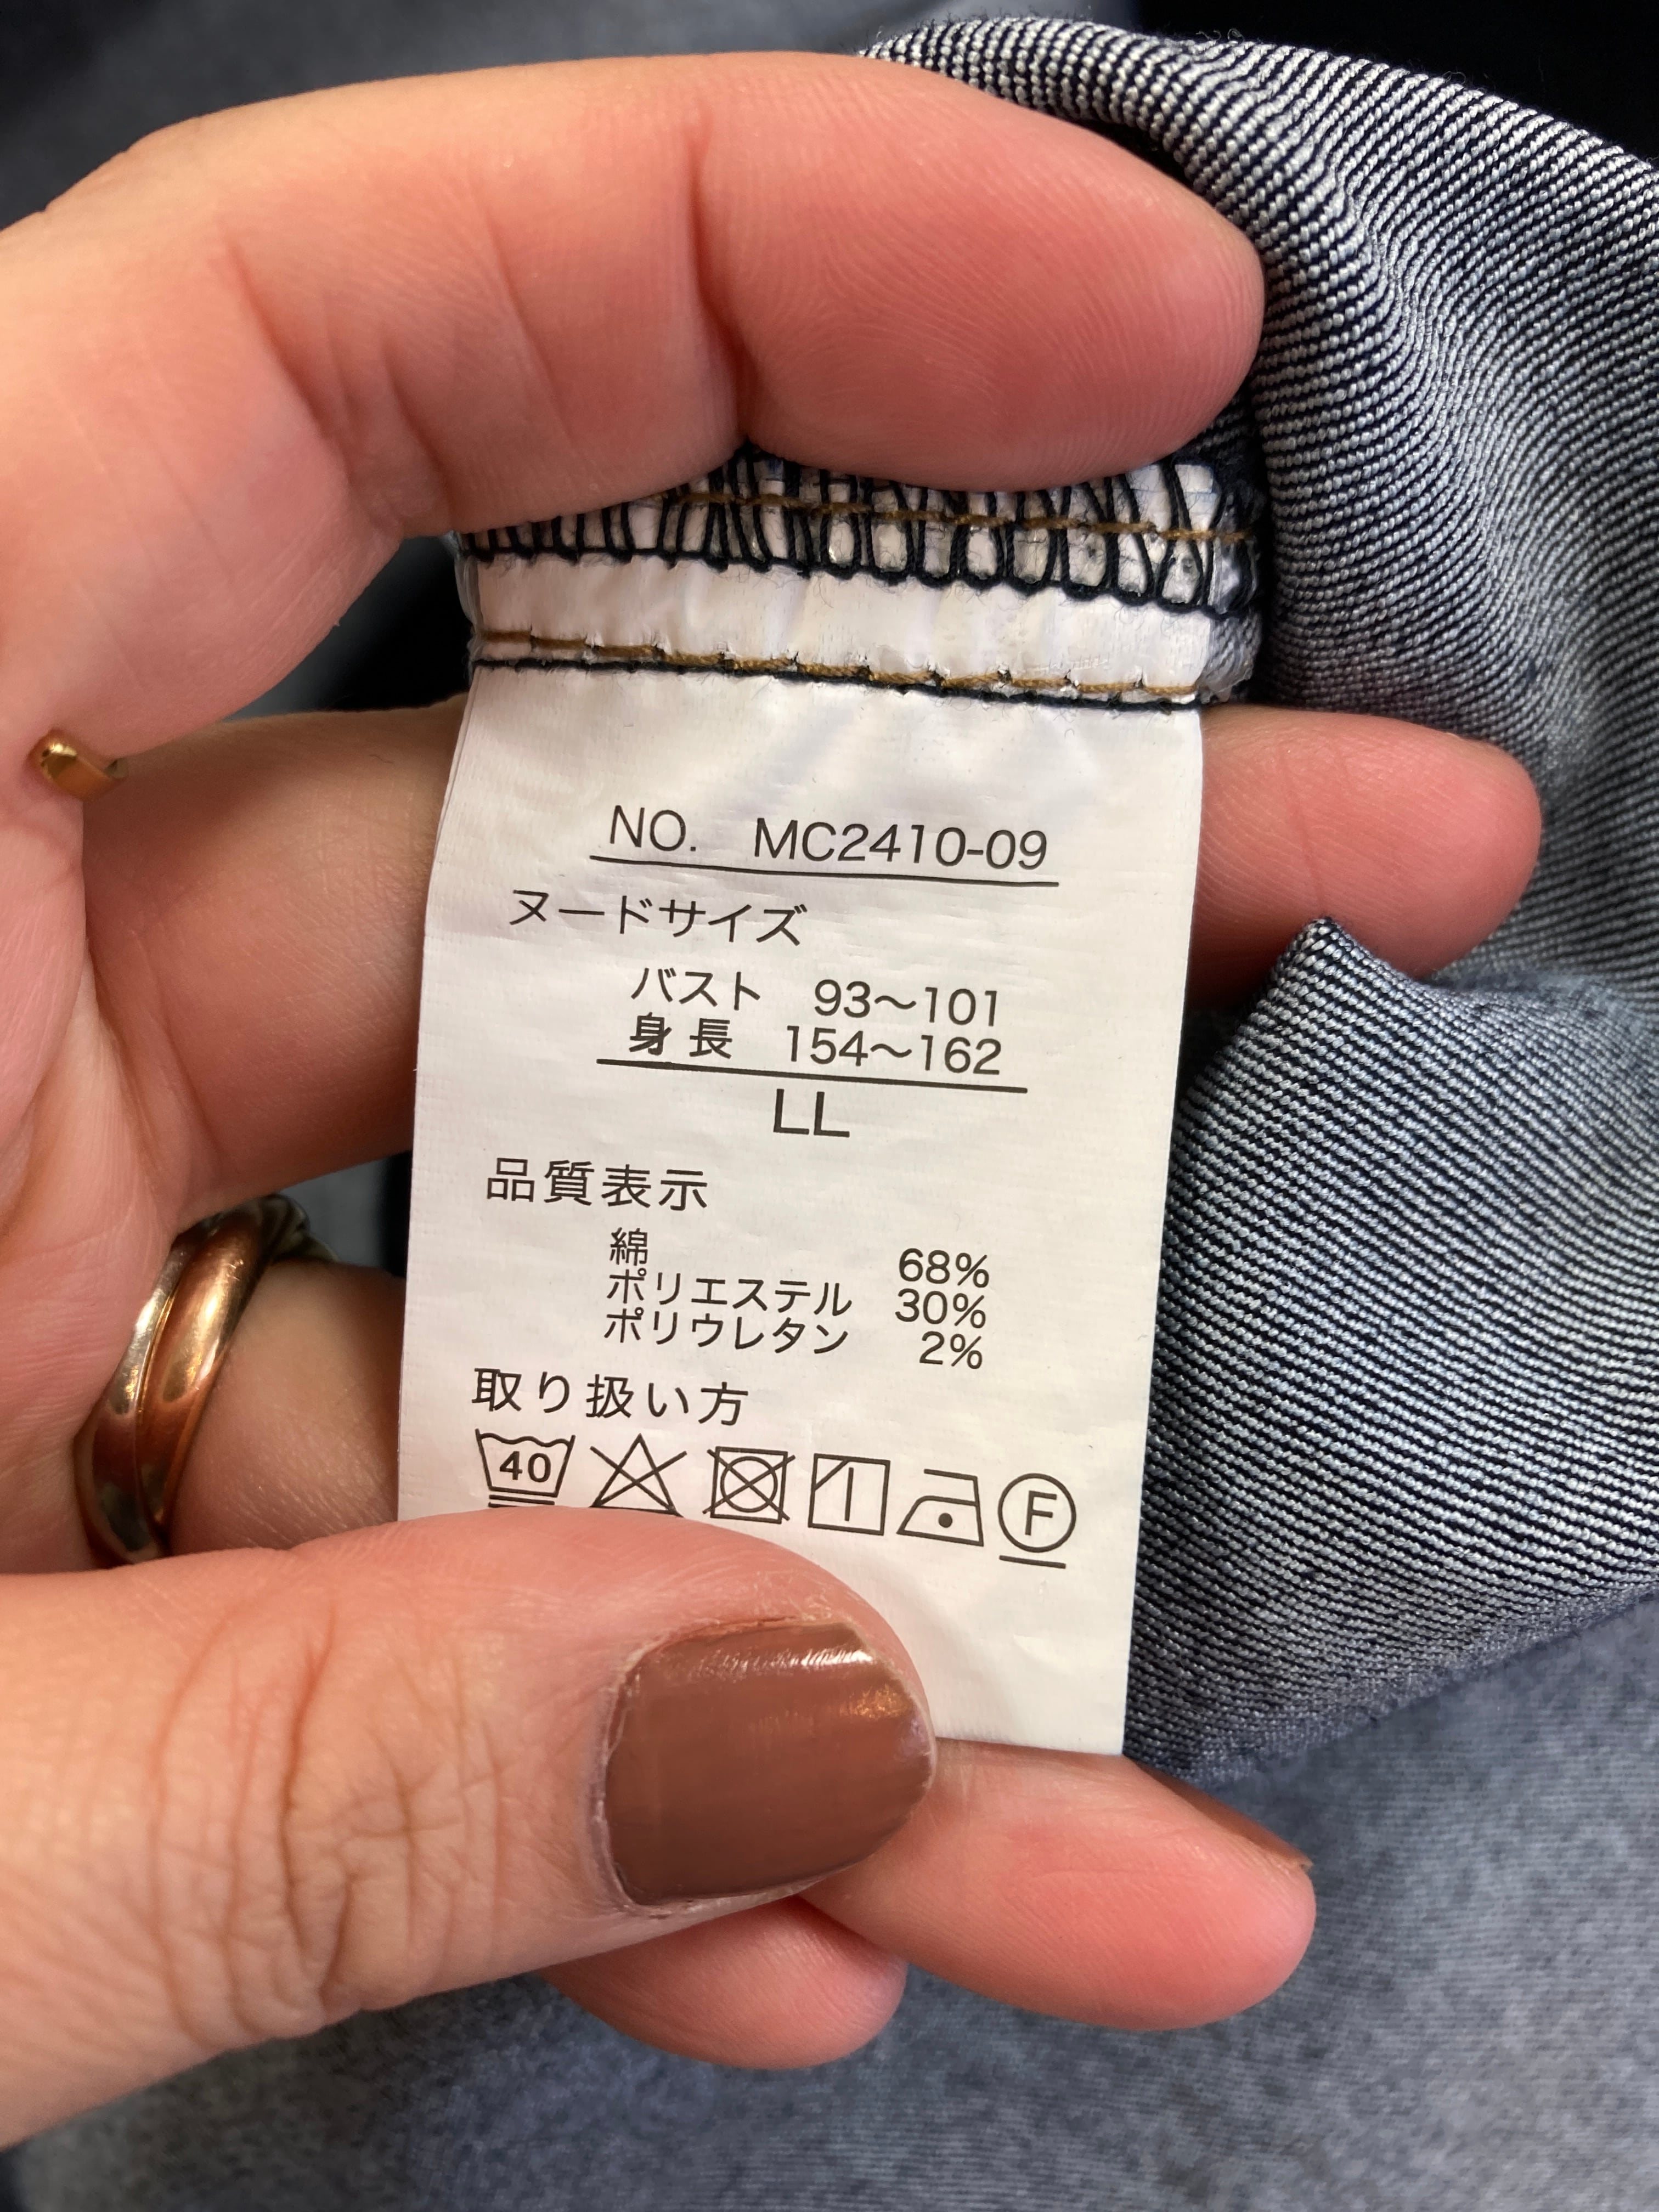 NO. MC2410-09
ヌードサイズ
バスト 93〜101
身長 154〜162
LL
品質表示
綿 68%
ポリエステル 30%
ポリウレタン 2%
取り扱い方
40 F